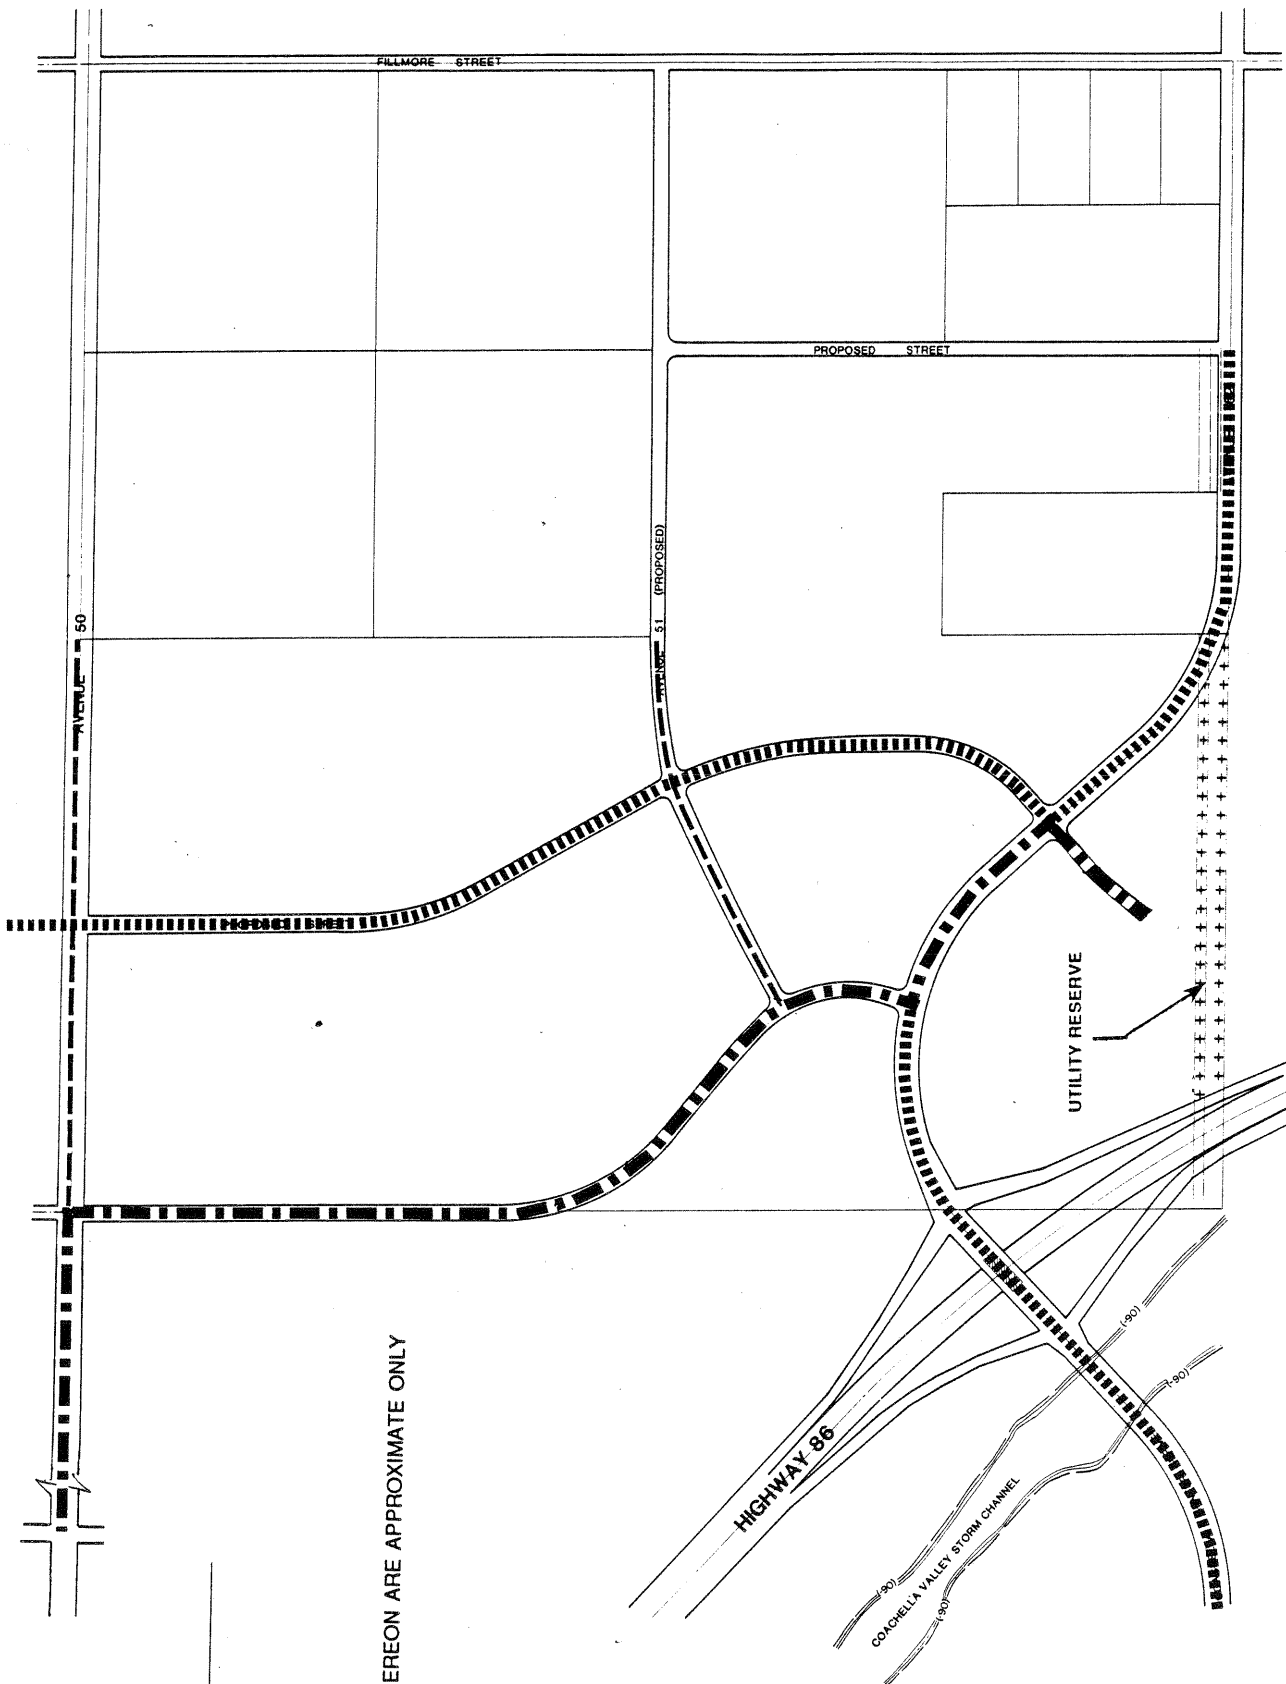 FILLMORE STREET
PROPOSED STREET
AVENUE 50
AVENUE 51 (PROPOSED)
STREET
UTILITY RESERVE
HIGHWAY 86
(-90)
(-90)
(-90)
(-90)
COACHELLA VALLEY STORM CHANNEL
EREON ARE APPROXIMATE ONLY